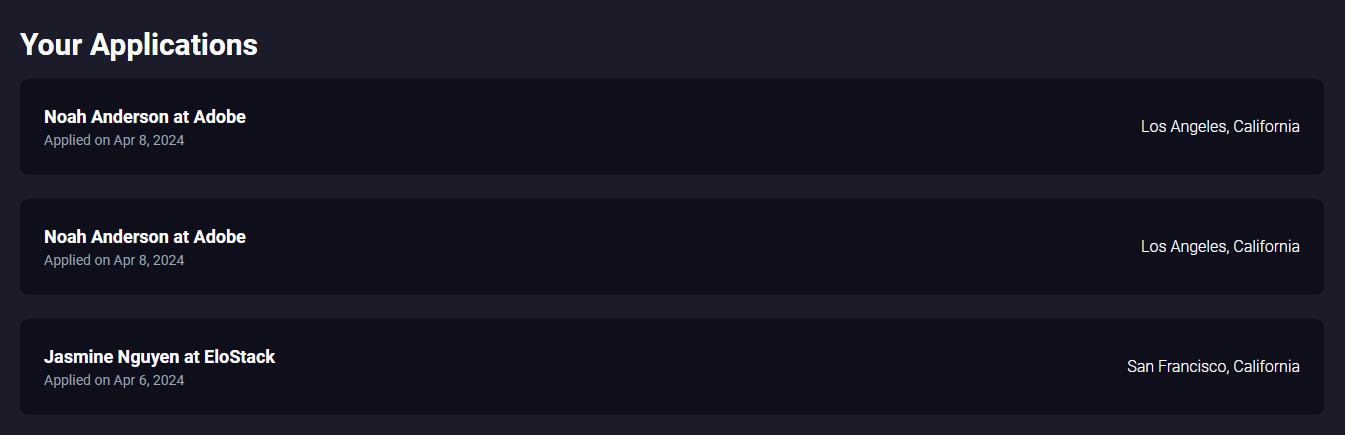 Your Applications
Noah Anderson at Adobe
Applied on Apr 8, 2024
Los Angeles, California
Noah Anderson at Adobe
Applied on Apr 8, 2024
Los Angeles, California
Jasmine Nguyen at EloStack
Applied on Apr 6, 2024
San Francisco, California